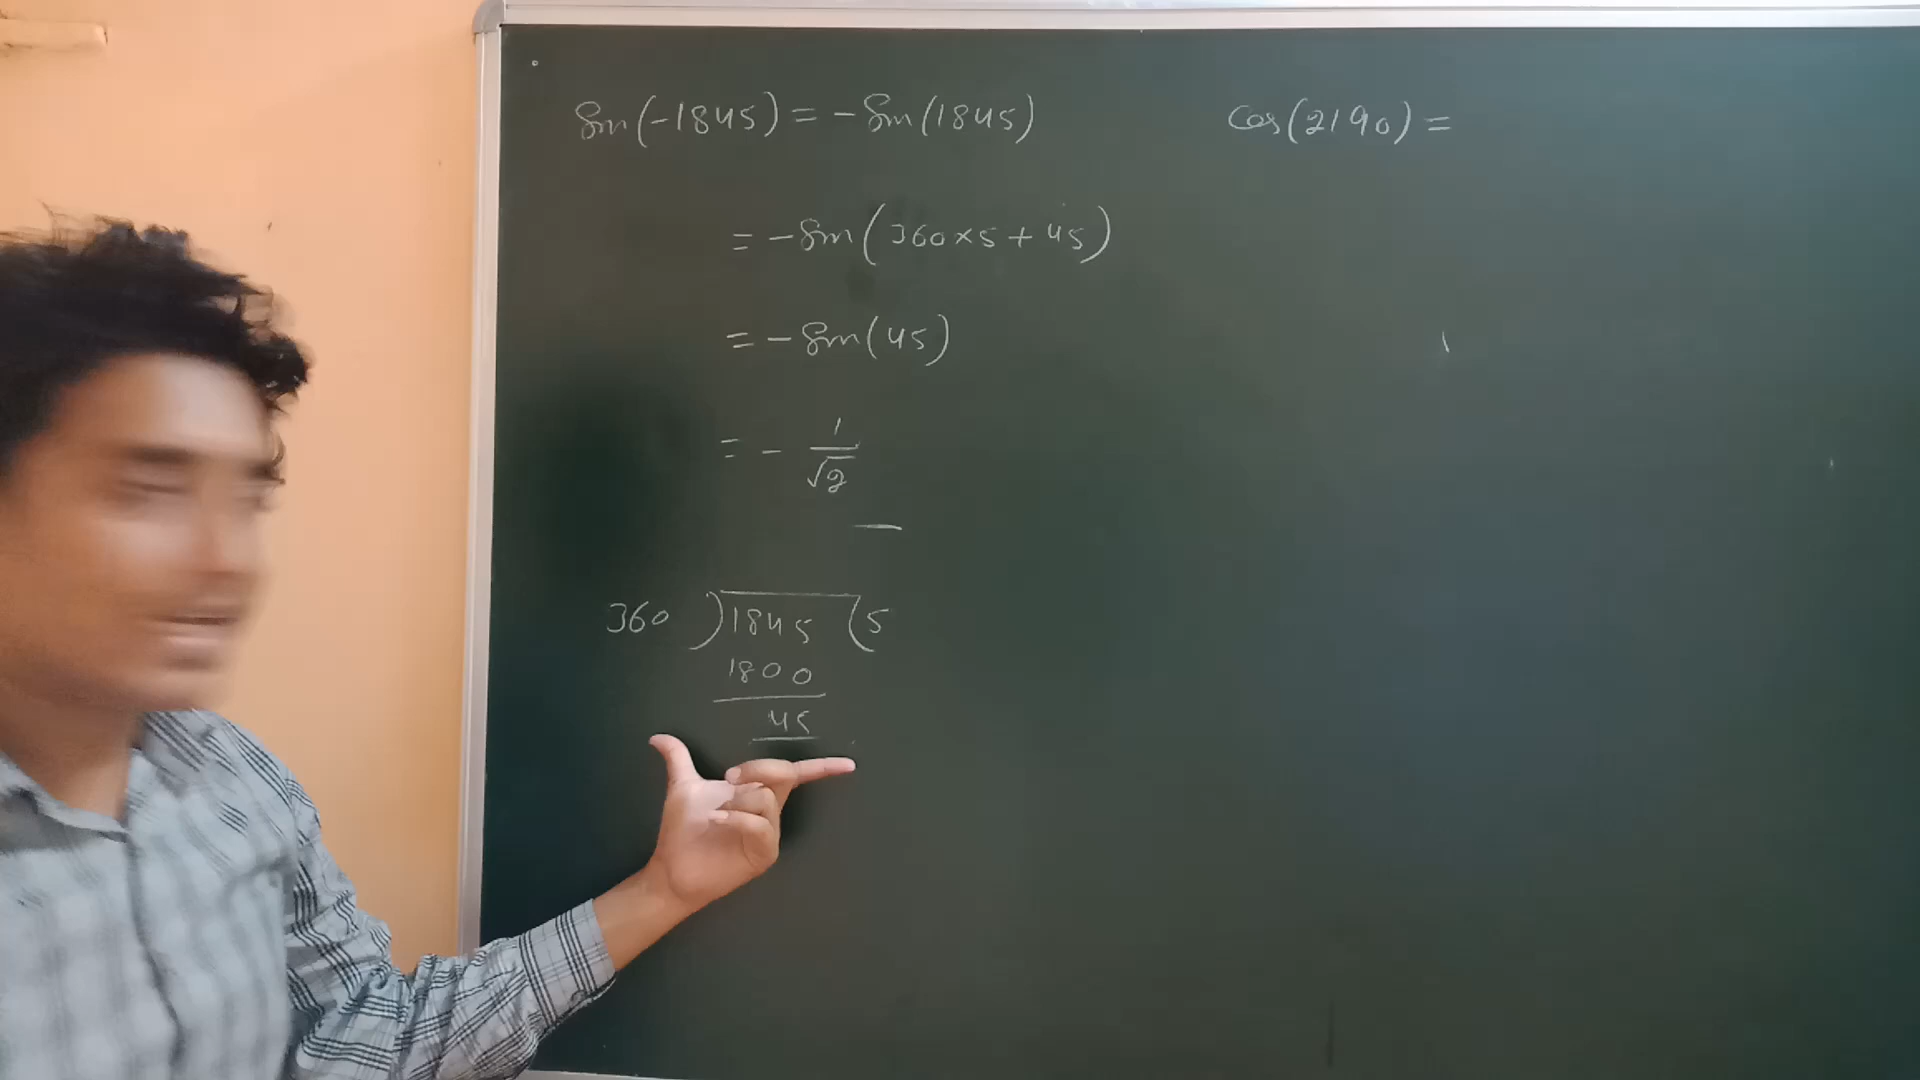 Sin(-1845) = -Sin(1845)
= -Sin(360×5+45)
= -Sin(45)
= - 1/√2
360)1845(5
1800
45
Cos(2190) =